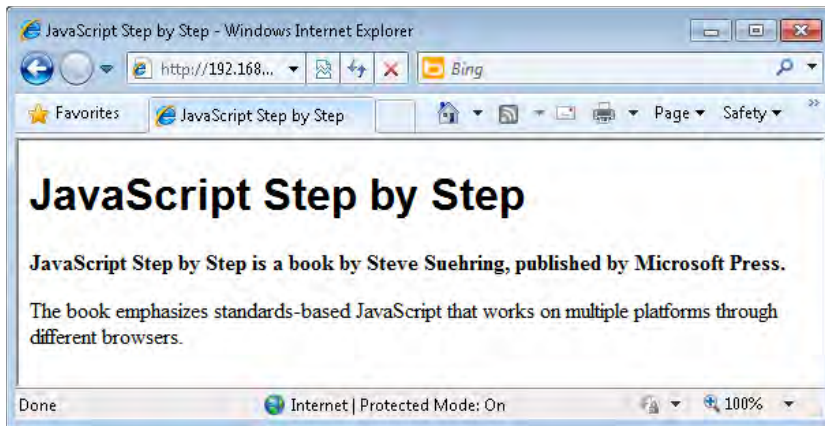 JavaScript Step by Step - Windows Internet Explorer
http://192.168...
Bing
Favorites
JavaScript Step by Step
Page
Safety
JavaScript Step by Step
JavaScript Step by Step is a book by Steve Suehring, published by Microsoft Press.
The book emphasizes standards-based JavaScript that works on multiple platforms through
different browsers.
Done
Internet | Protected Mode: On
100%